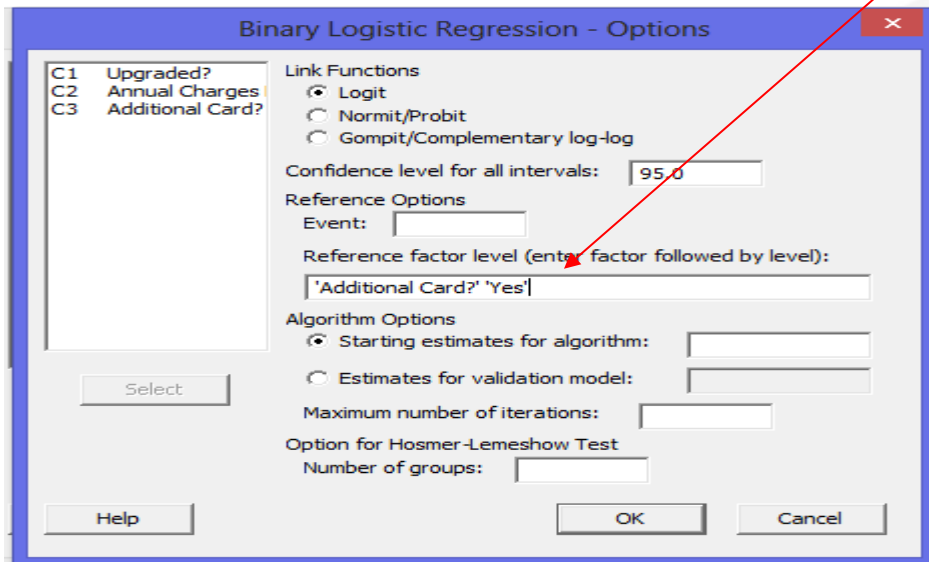 Binary Logistic Regression - Options
C1 Upgraded?
C2 Annual Charges
C3 Additional Card?
Select
Link Functions
Logit
Normit/Probit
Gompit/Complementary log-log
Confidence level for all intervals: 95.0
Reference Options
Event:
Reference factor level (enter factor followed by level):
'Additional Card?' 'Yes'
Algorithm Options
Starting estimates for algorithm:
Estimates for validation model:
Maximum number of iterations:
Option for Hosmer-Lemeshow Test
Number of groups:
Help
OK
Cancel